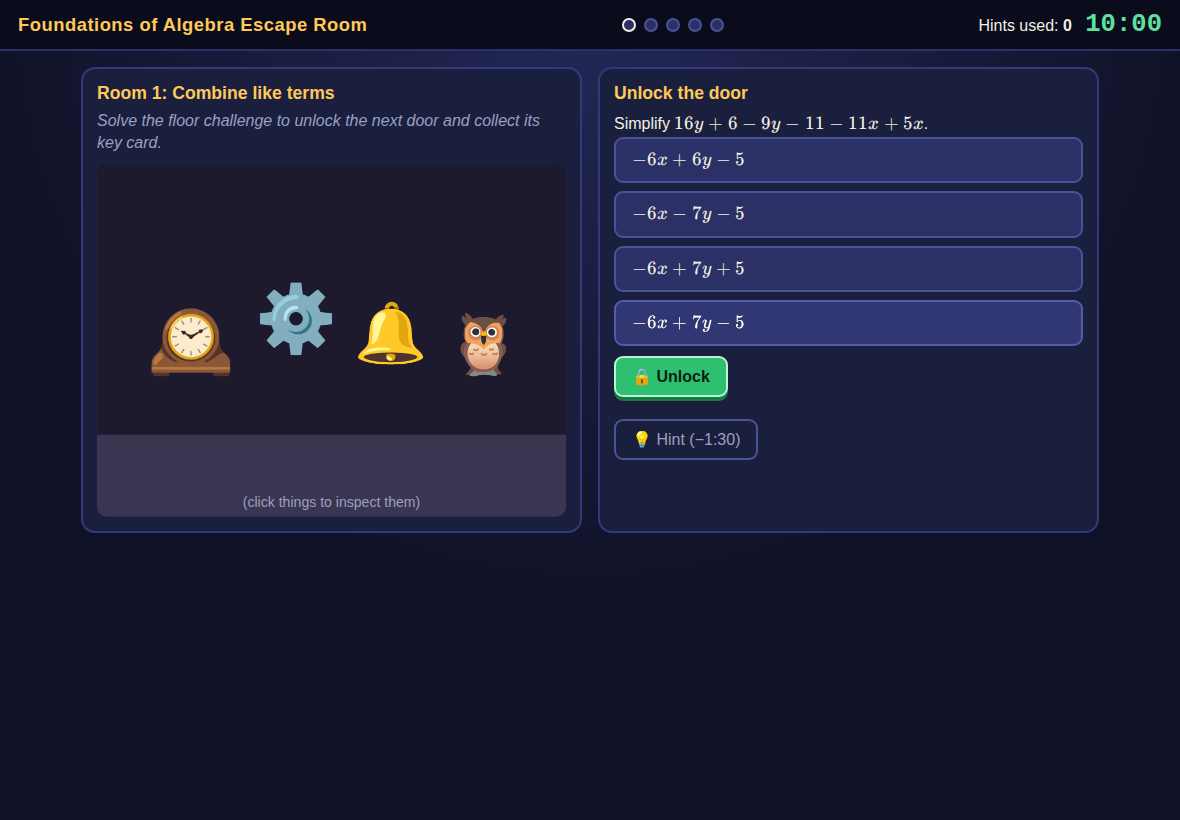 Foundations of Algebra Escape Room
Hints used: 0 10:00
Room 1: Combine like terms
Solve the floor challenge to unlock the next door and collect its
key card.
(click things to inspect them)
Unlock the door
Simplify 16y + 6 − 9y − 11 − 11x + 5x.
−6x + 6y − 5
−6x − 7y − 5
−6x + 7y + 5
−6x + 7y − 5
🔒 Unlock
💡 Hint (−1:30)